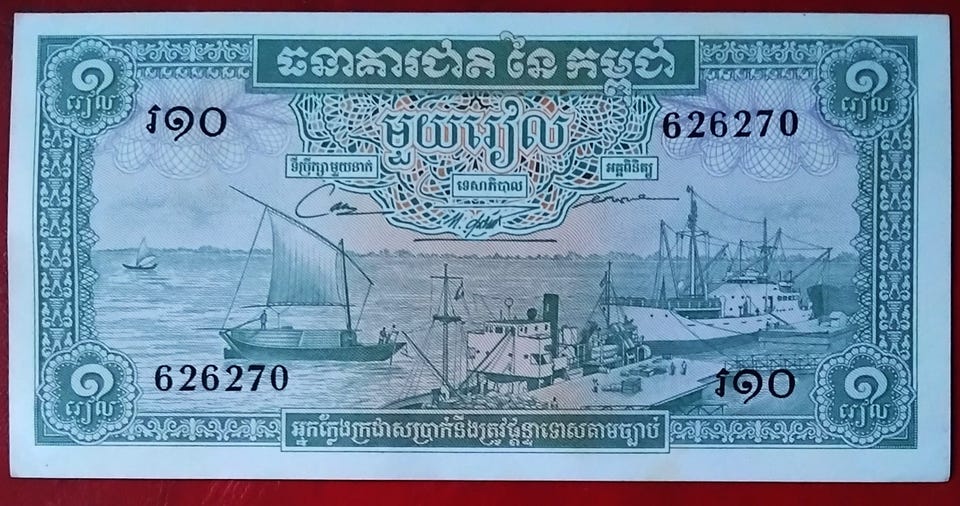 ធនាគារជាតិ នៃ កម្ពុជា
១ រៀល
១ រៀល
រ១០
មួយរៀល
626270
ទីប្រឹក្សាមួយនាក់
ទេសាភិបាល
អគ្គពិនិត្យ
626270
រ១០
១ រៀល
១ រៀល
អ្នកក្លែងក្រដាសប្រាក់នឹងត្រូវផ្ដន្ទាទោសតាមច្បាប់